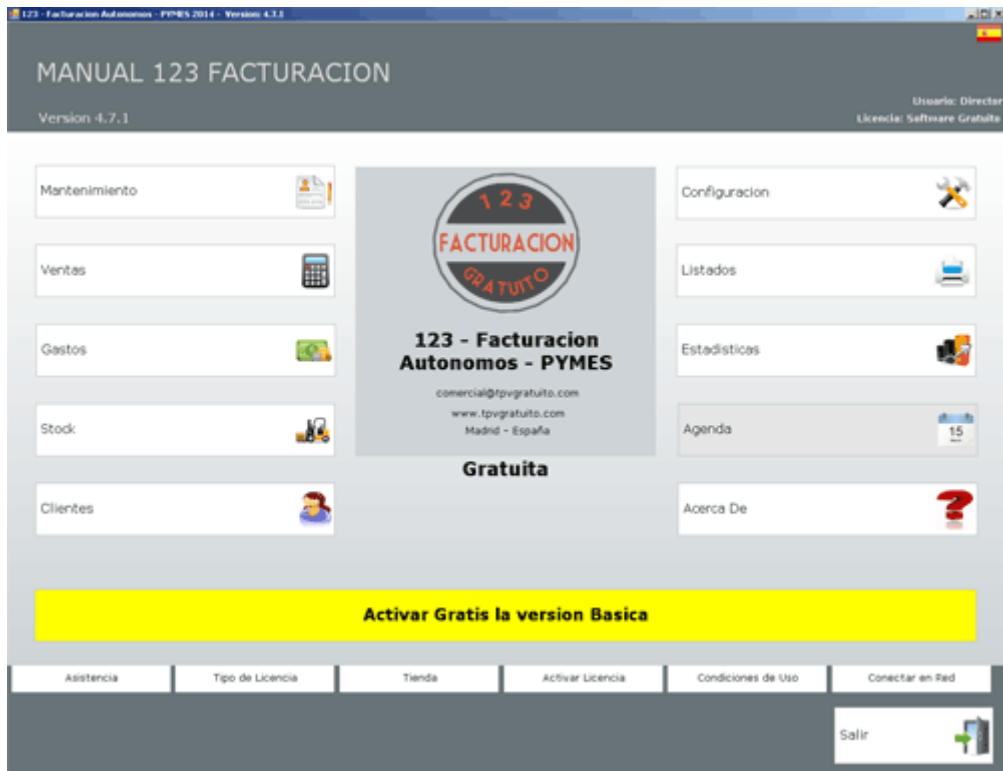 123 - Facturacion Autonomos - PYMES 2014 - Version: 4.7.1
MANUAL 123 FACTURACION
Version 4.7.1
Usuario: Director
Licencia: Software Gratuito
Mantenimiento
Ventas
Gastos
Stock
Clientes
1 2 3
FACTURACION
GRATUITO
123 - Facturacion
Autonomos - PYMES
comercial@tpvgratuito.com
www.tpvgratuito.com
Madrid - España
Gratuita
Configuracion
Listados
Estadisticas
Agenda
15
Acerca De
Activar Gratis la version Basica
Asistencia
Tipo de Licencia
Tienda
Activar Licencia
Condiciones de Uso
Conectar en Red
Salir